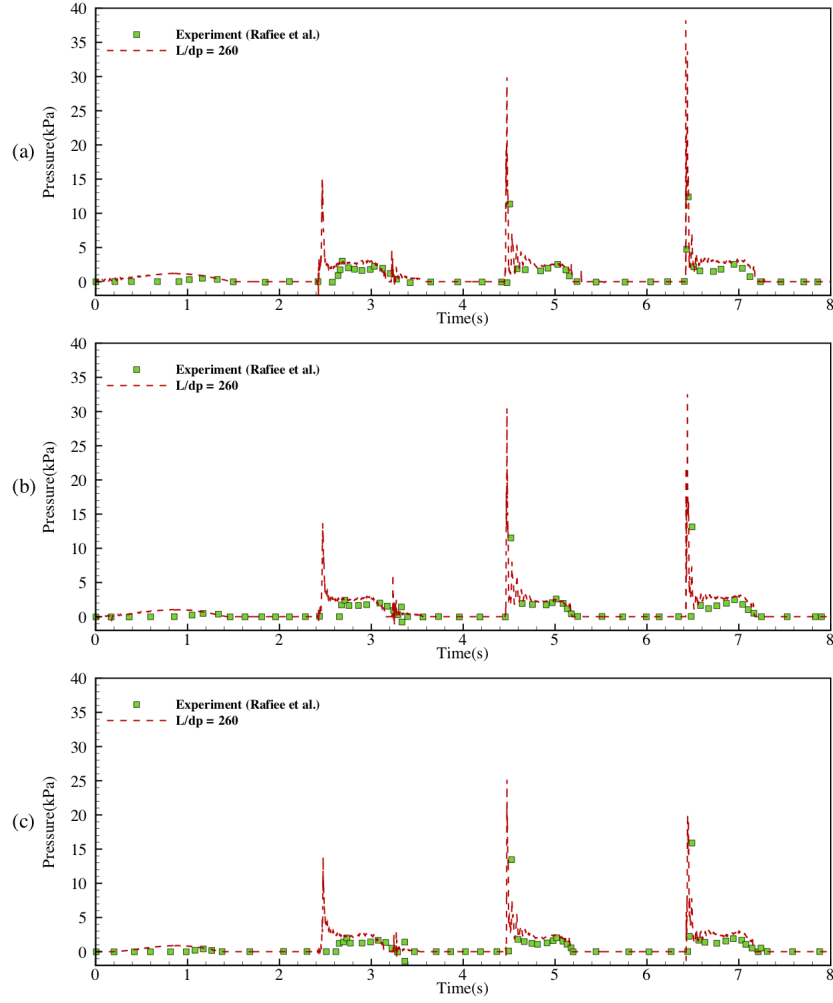 40
35
30
25
20
15
10
5
0
Pressure(kPa)
(a)
Experiment (Rafiee et al.)
L/dp = 260
0 1 2 3 4 5 6 7 8
Time(s)
40
35
30
25
20
15
10
5
0
Pressure(kPa)
(b)
Experiment (Rafiee et al.)
L/dp = 260
0 1 2 3 4 5 6 7 8
Time(s)
40
35
30
25
20
15
10
5
0
Pressure(kPa)
(c)
Experiment (Rafiee et al.)
L/dp = 260
0 1 2 3 4 5 6 7 8
Time(s)